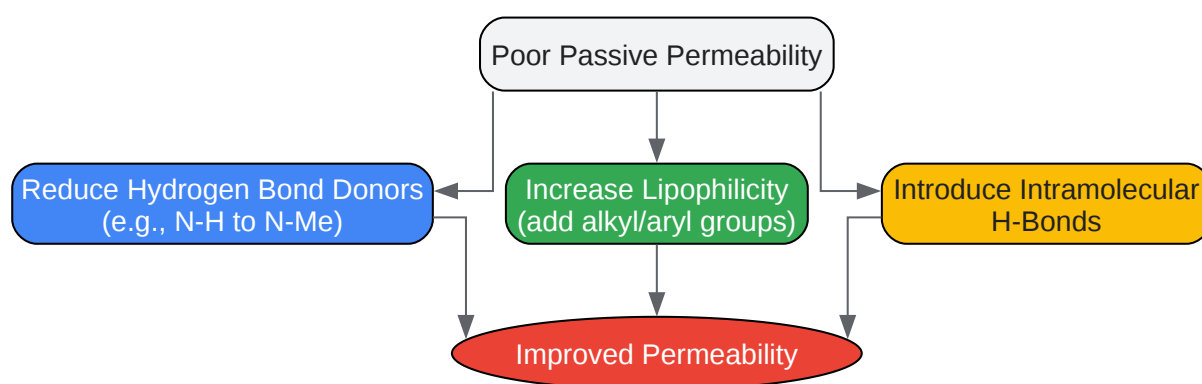 Poor Passive Permeability
Reduce Hydrogen Bond Donors
(e.g., N-H to N-Me)
Increase Lipophilicity
(add alkyl/aryl groups)
Introduce Intramolecular
H-Bonds
Improved Permeability